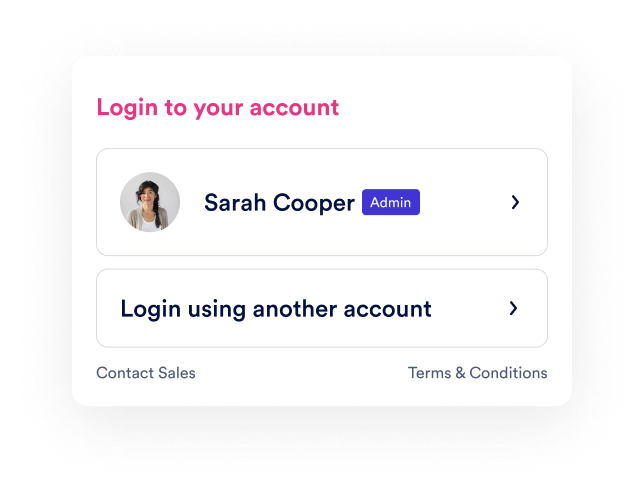 Login to your account
Sarah Cooper Admin
Login using another account
Contact Sales Terms & Conditions